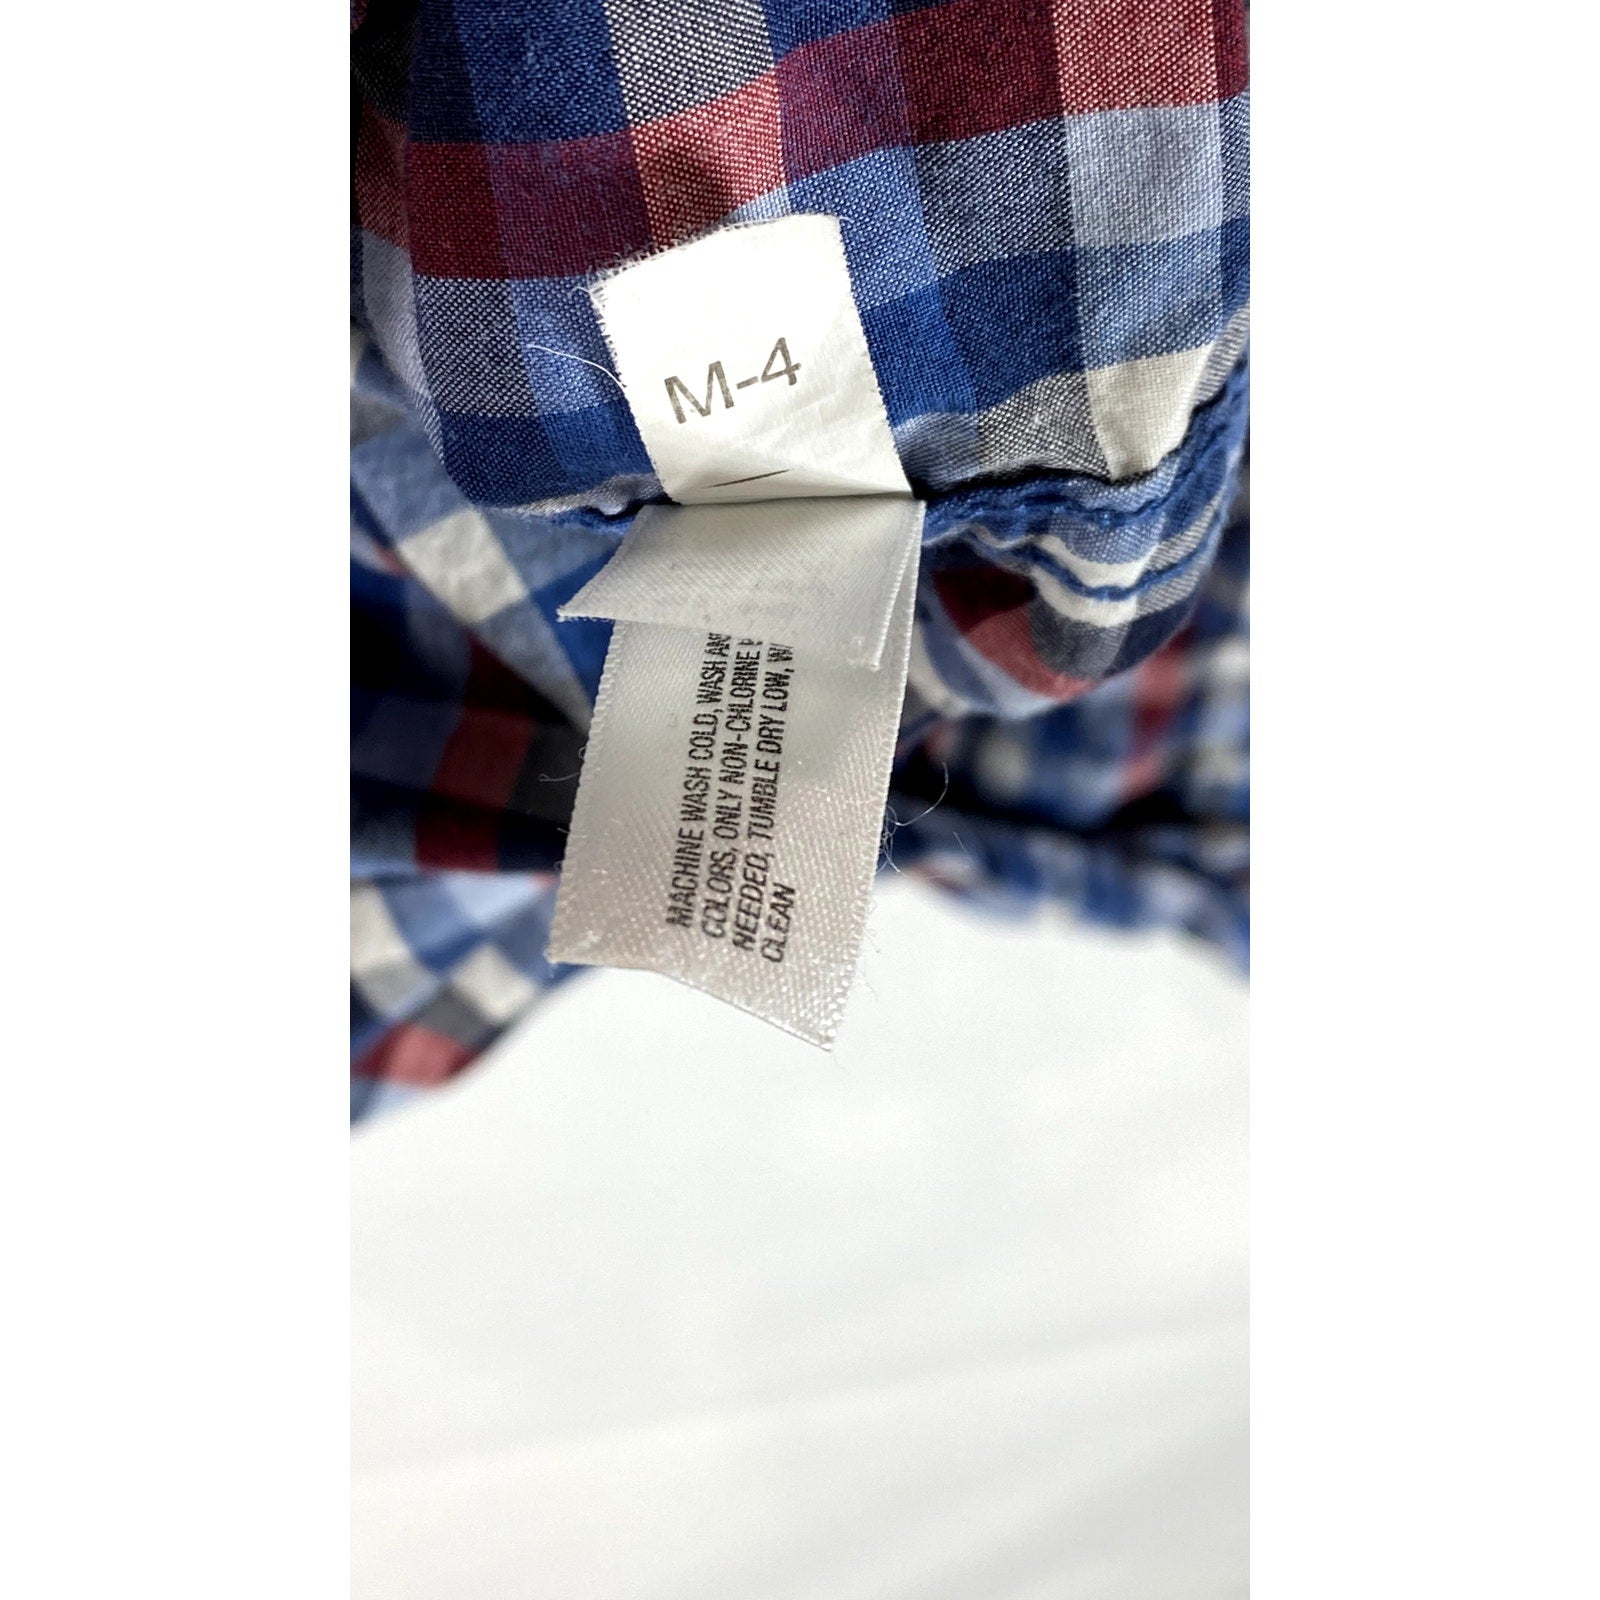 M-4
MACHINE WASH COLD, WASH
COLORS, ONLY NON-CHLORINE
NEEDED, TUMBLE DRY LOW,
CLEAN